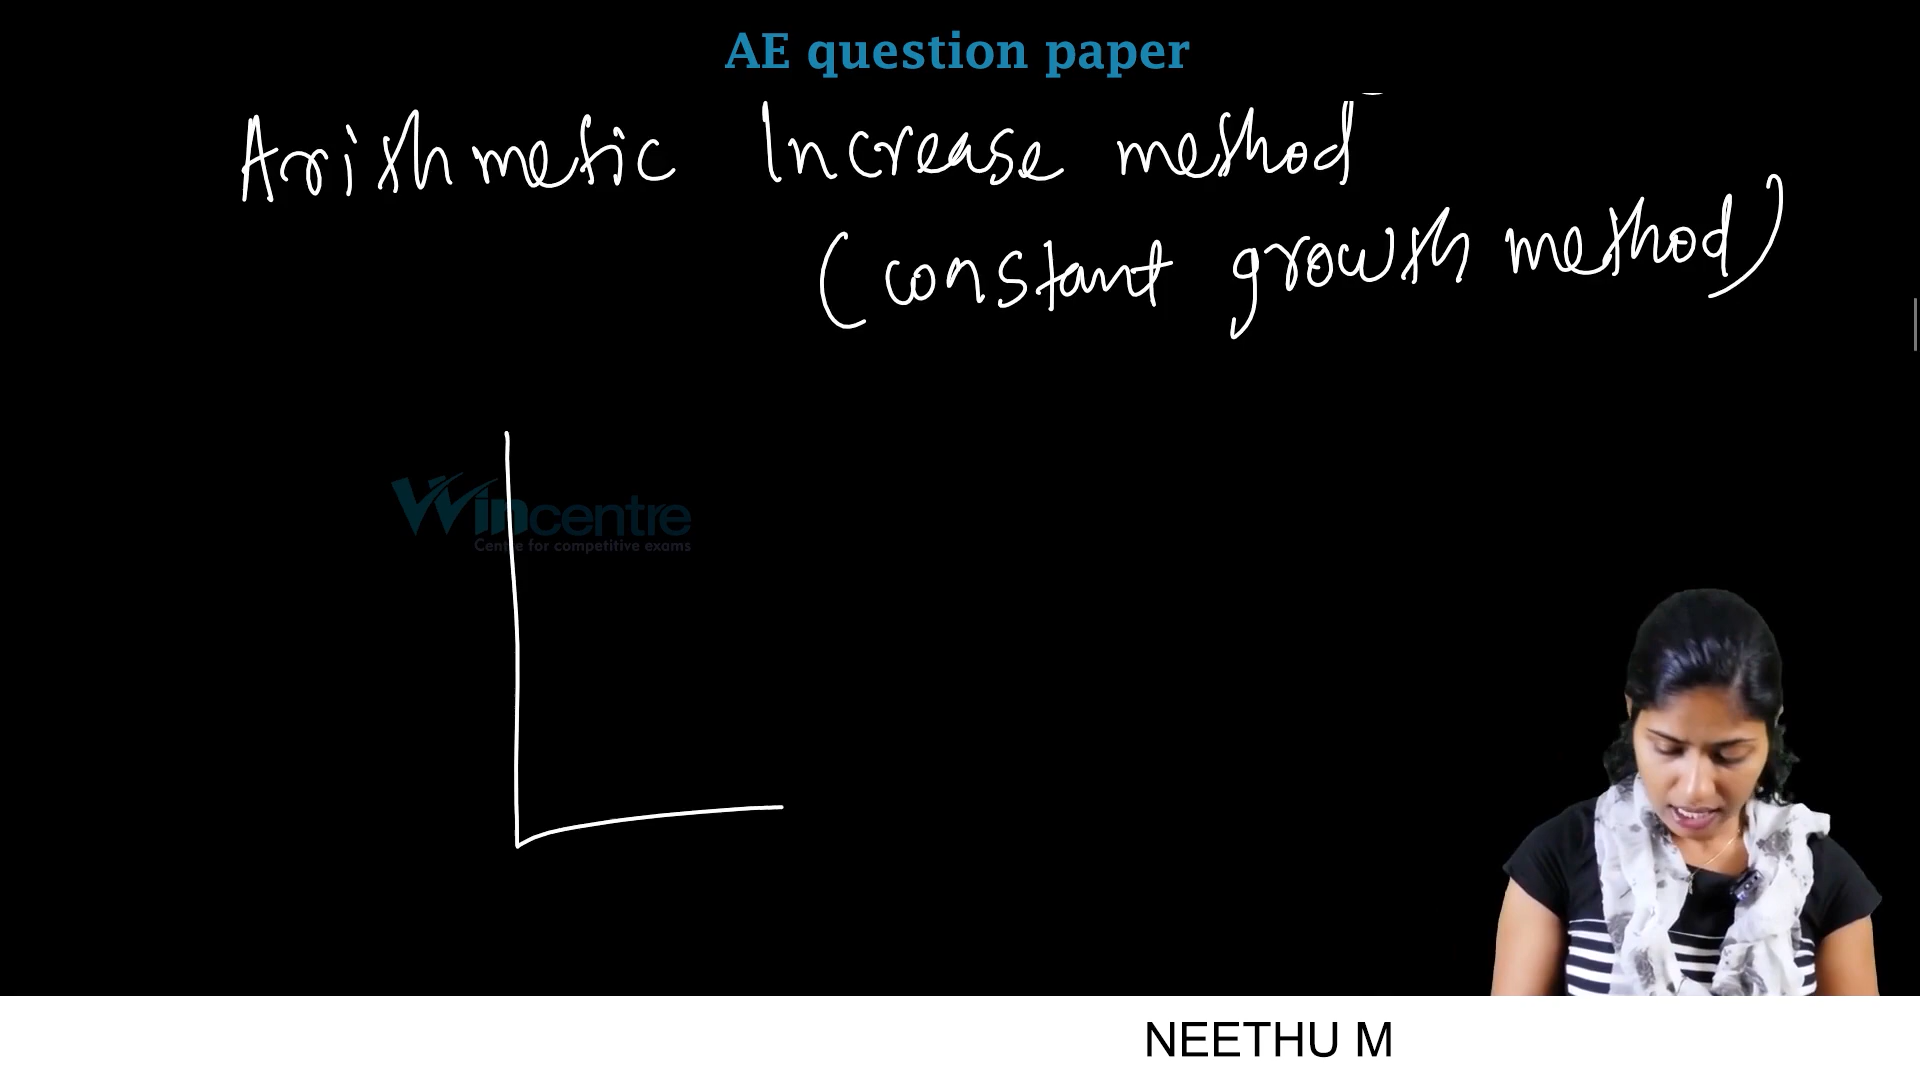 AE question paper
Arithmetic Increase method
(constant growth method)
Wincentre
Centre for competitive exams
NEETHU M